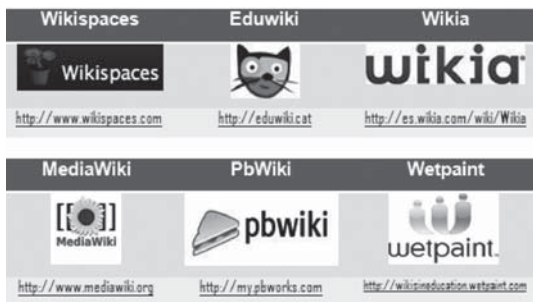 Wikispaces Eduwiki Wikia
Wikispaces wikia
http://www.wikispaces.com http://eduwiki.cat http://es.wikia.com/wiki/Wikia
MediaWiki PbWiki Wetpaint
[[ ]]
MediaWiki pbwiki wetpaint.
http://www.mediawiki.org http://my.pbworks.com http://wikisineducation.wetpaint.com